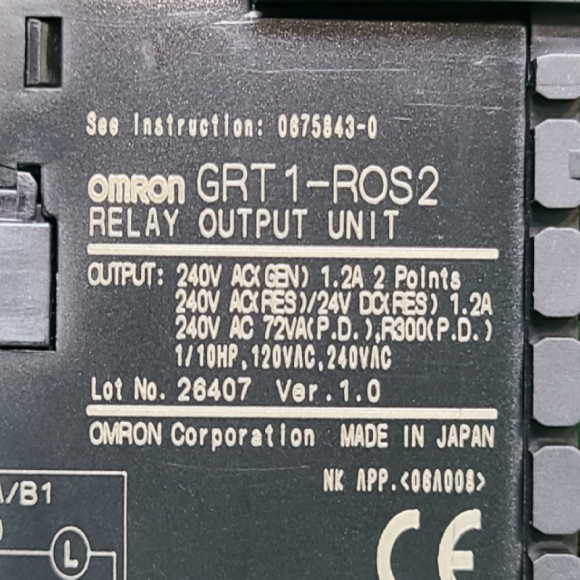 See Instruction: 0675843-0
OMRON GRT1-ROS2
RELAY OUTPUT UNIT
OUTPUT: 240V AC(GEN) 1.2A 2 Points
240V AC(RES)/24V DC(RES) 1.2A
240V AC 72VA(P.D.),R300(P.D.)
1/10HP,120VAC,240VAC
Lot No. 26407 Ver.1.0
OMRON Corporation MADE IN JAPAN
NK APP.<06A008>
CE
A/B1
L